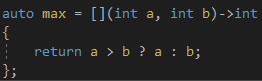 auto max = [](int a, int b)->int
{
    return a > b ? a : b;
};